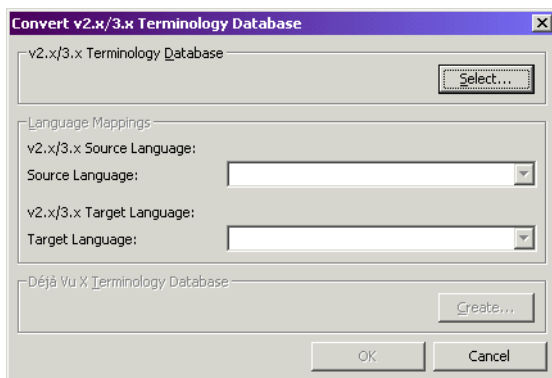 Convert v2.x/3.x Terminology Database
v2.x/3.x Terminology Database
Select...
Language Mappings
v2.x/3.x Source Language:
Source Language:
v2.x/3.x Target Language:
Target Language:
Déjà Vu X Terminology Database
Create...
OK Cancel